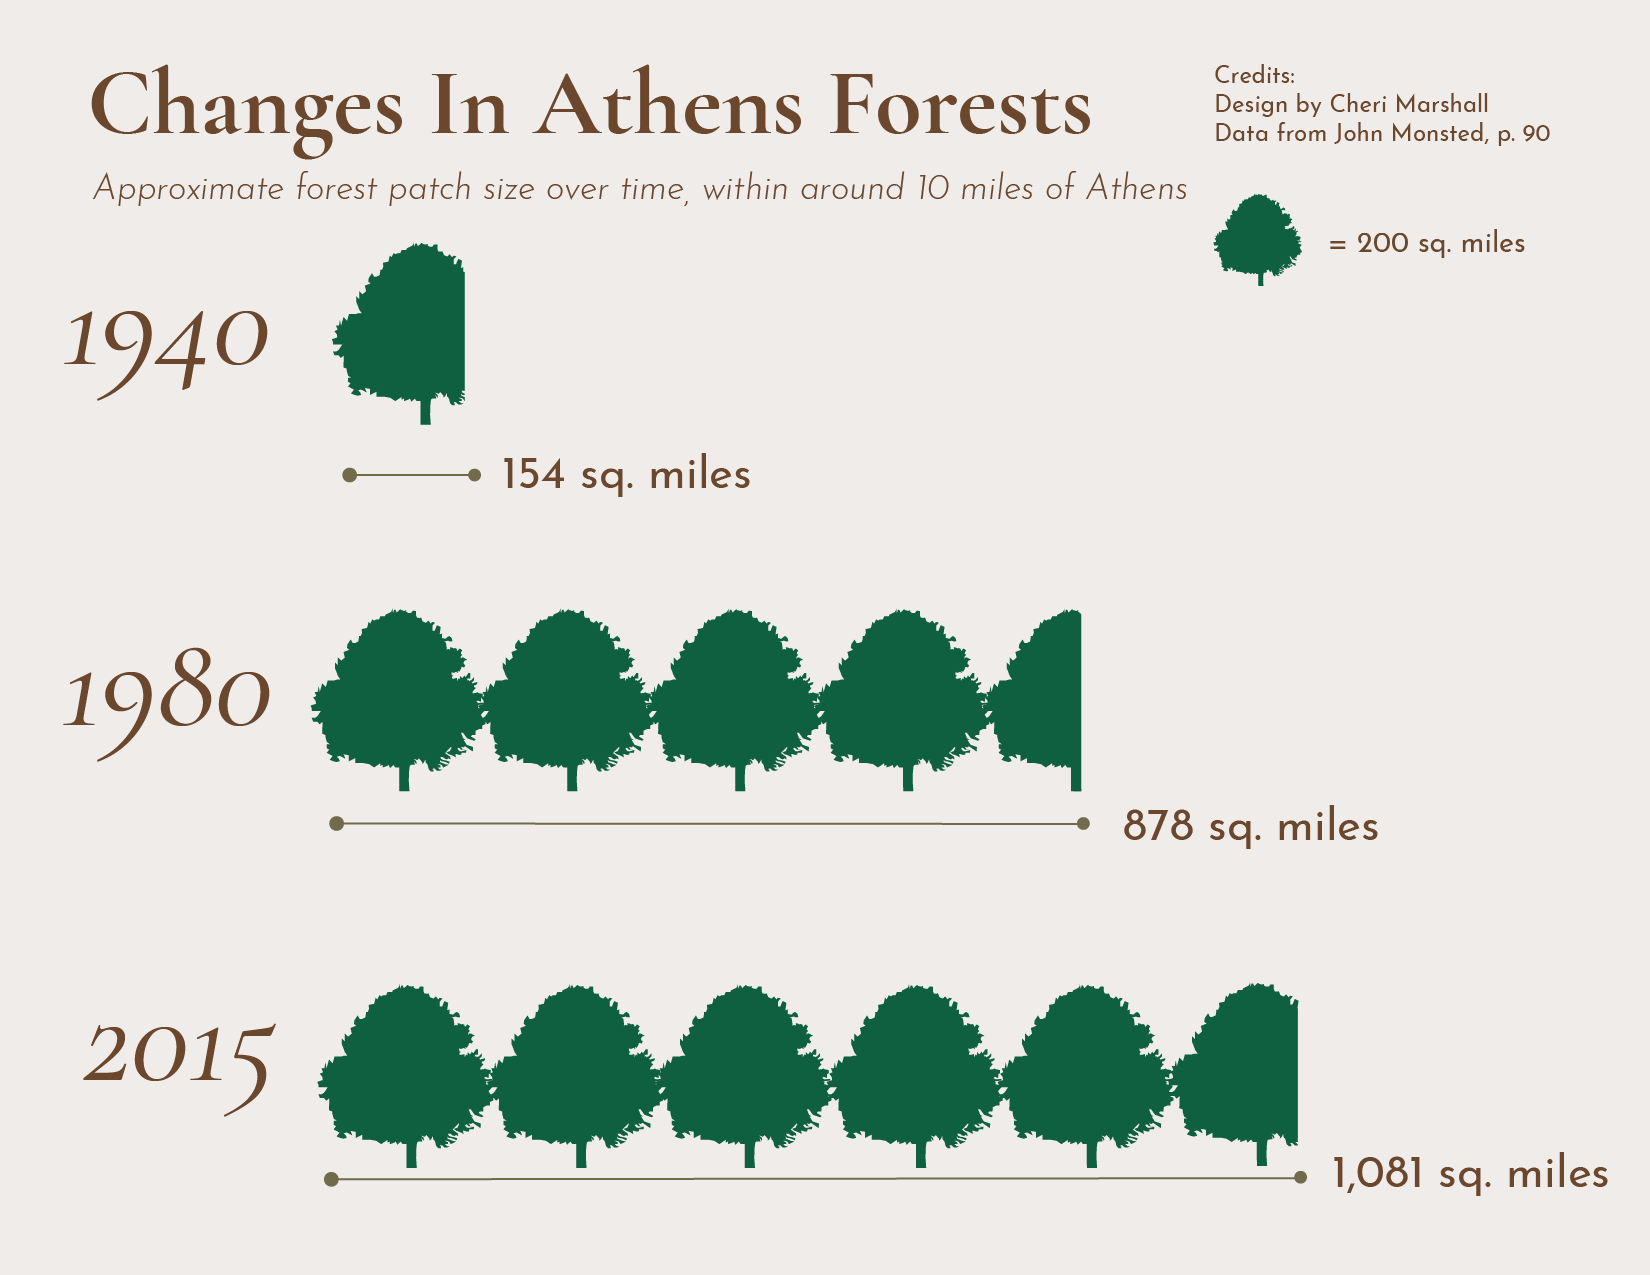 Changes In Athens Forests
Approximate forest patch size over time, within around 10 miles of Athens
Credits:
Design by Cheri Marshall
Data from John Monsted, p. 90
= 200 sq. miles
1940
154 sq. miles
1980
878 sq. miles
2015
1,081 sq. miles